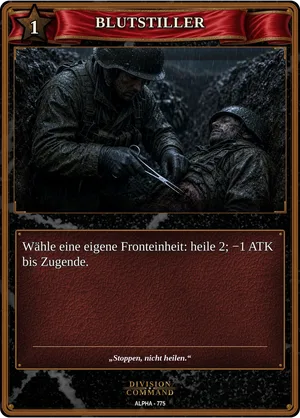 1
BLUTSTILLER
Wähle eine eigene Fronteinheit: heile 2; −1 ATK
bis Zugende.
„Stoppen, nicht heilen.“
DIVISION
COMMAND
ALPHA - 775